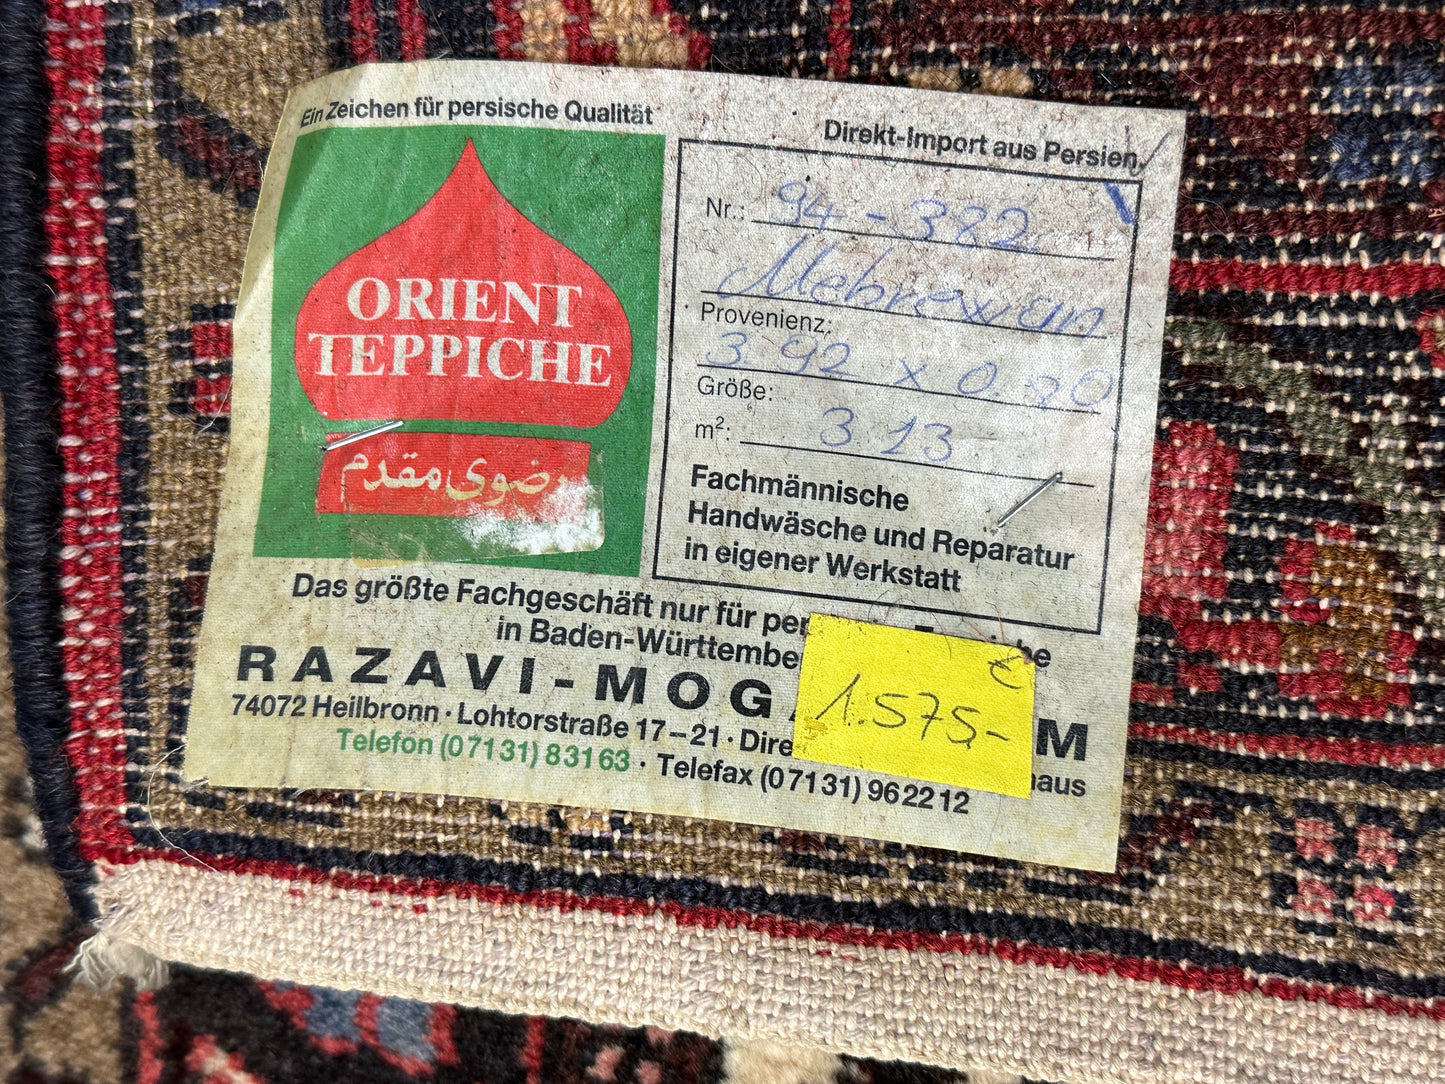 Ein Zeichen für persische Qualität
ORIENT
TEPPICHE
رضوی مقدم
Direkt-Import aus Persien
Nr.: 94-382
Mehrewan
Provenienz:
3.92 x 0.80
Größe:
m²: 3.13
Fachmännische
Handwäsche und Reparatur
in eigener Werkstatt
Das größte Fachgeschäft nur für
in Baden-Württembe
RAZAVI-MOG M
74072 Heilbronn · Lohtorstraße 17–21 · Dire haus
Telefon (07131) 83163 · Telefax (07131) 962212
€
1.575,-